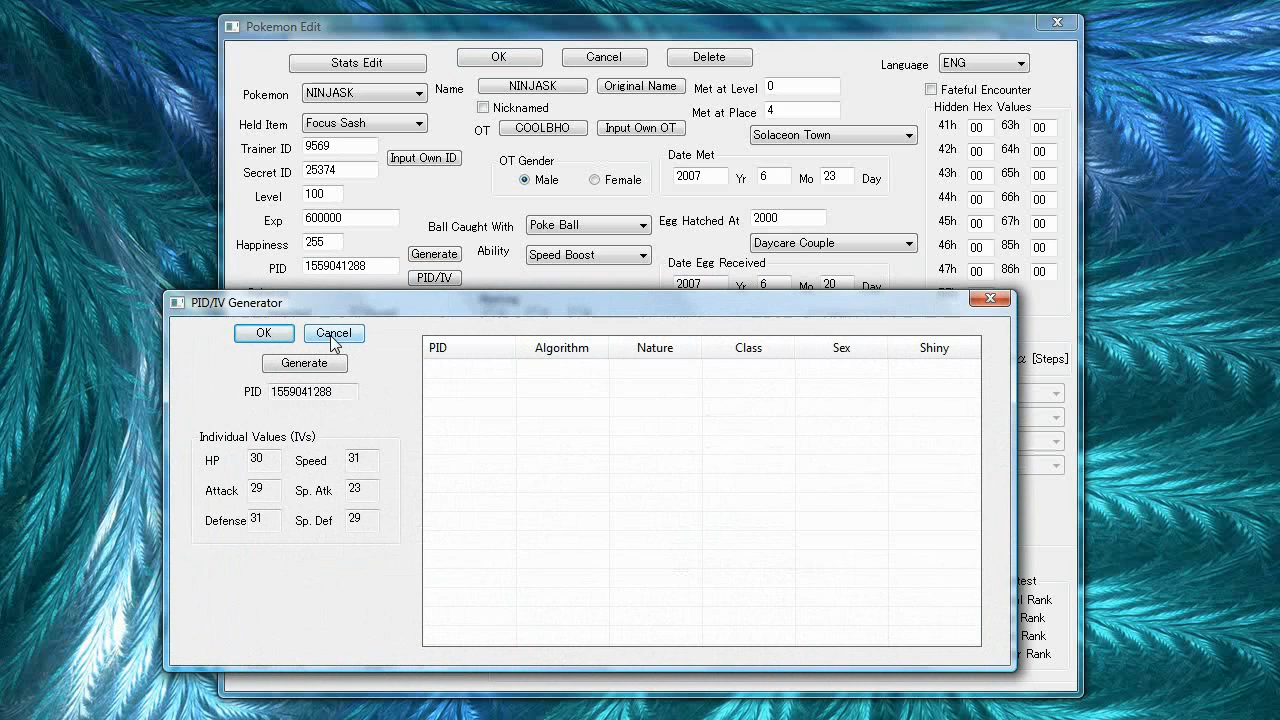 Pokemon Edit
Stats Edit OK Cancel Delete Language ENG
Pokemon NINJASK Name NINJASK Original Name Met at Level 0 Fateful Encounter
Nicknamed Met at Place 4 Hidden Hex Values
Held Item Focus Sash OT COOLBHO Input Own OT Solaceon Town 41h 00 63h 00
Trainer ID 9569 Input Own ID OT Gender Date Met 42h 00 64h 00
Secret ID 25374 Male Female 2007 Yr 6 Mo 23 Day 43h 00 65h 00
Level 100 44h 00 66h 00
Exp 600000 Ball Caught With Poke Ball Egg Hatched At 2000 45h 00 67h 00
Happiness 255 Generate Ability Speed Boost Daycare Couple 46h 00 85h 00
PID 1559041288 PID/IV Date Egg Received 47h 00 86h 00
2007 Yr 6 Mo 20 Day
PID/IV Generator
OK Cancel
Generate
PID 1559041288
Individual Values (IVs)
HP 30 Speed 31
Attack 29 Sp. Atk 23
Defense 31 Sp. Def 29
PID Algorithm Nature Class Sex Shiny
[Steps]
Rank
Rank
Rank
Rank